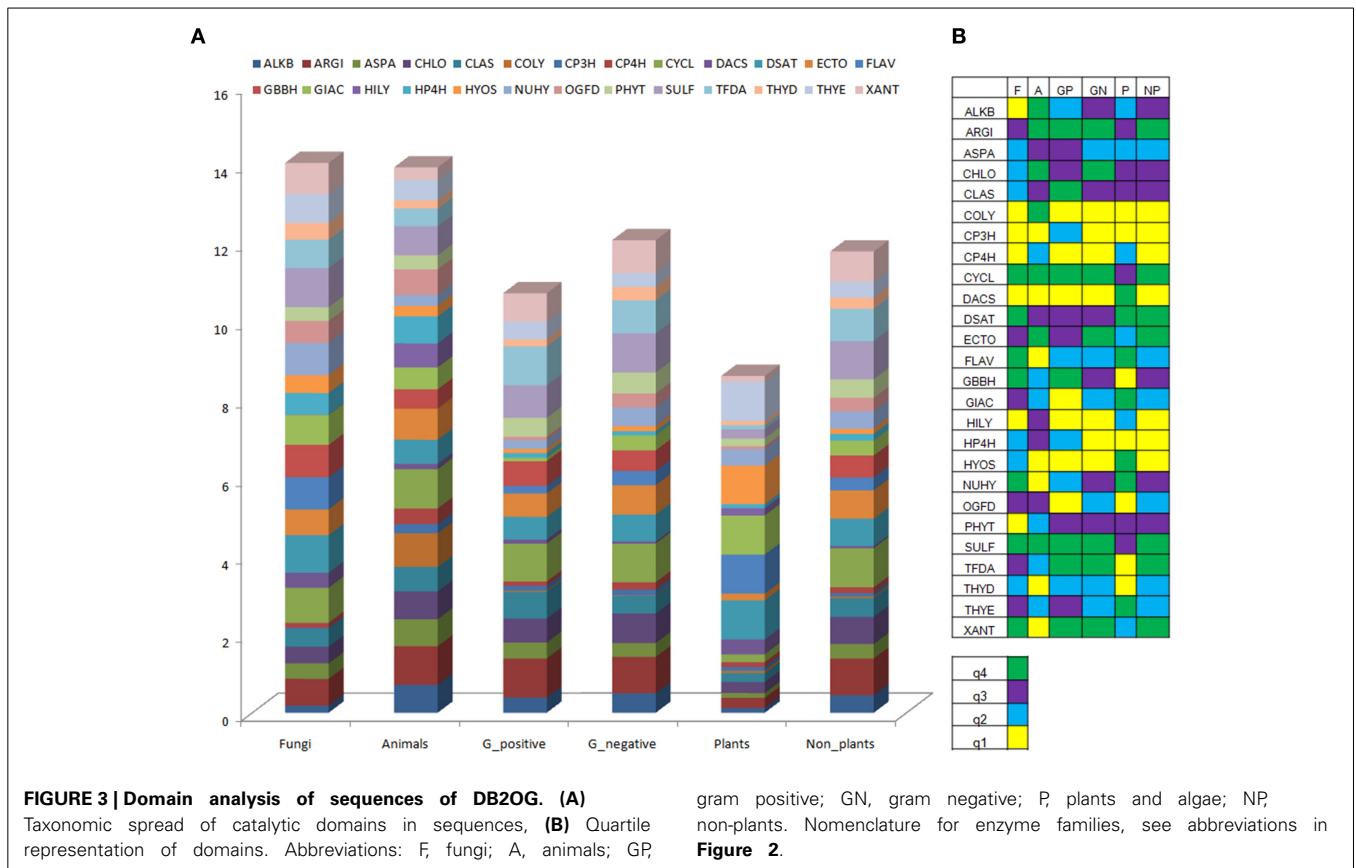 A
ALKB ARGI ASPA CHLO CLAS COLY CP3H CP4H CYCL DACS DSAT ECTO FLAV
GBBH GIAC HILY HP4H HYOS NUHY OGFD PHYT SULF TFDA THYD THYE XANT
16
14
12
10
8
6
4
2
0
Fungi Animals G_positive G_negative Plants Non_plants
B
F A GP GN P NP
ALKB
ARGI
ASPA
CHLO
CLAS
COLY
CP3H
CP4H
CYCL
DACS
DSAT
ECTO
FLAV
GBBH
GIAC
HILY
HP4H
HYOS
NUHY
OGFD
PHYT
SULF
TFDA
THYD
THYE
XANT
q4
q3
q2
q1
FIGURE 3 | Domain analysis of sequences of DB2OG. (A)
Taxonomic spread of catalytic domains in sequences, (B) Quartile
representation of domains. Abbreviations: F, fungi; A, animals; GP,
gram positive; GN, gram negative; P, plants and algae; NP,
non-plants. Nomenclature for enzyme families, see abbreviations in
Figure 2.